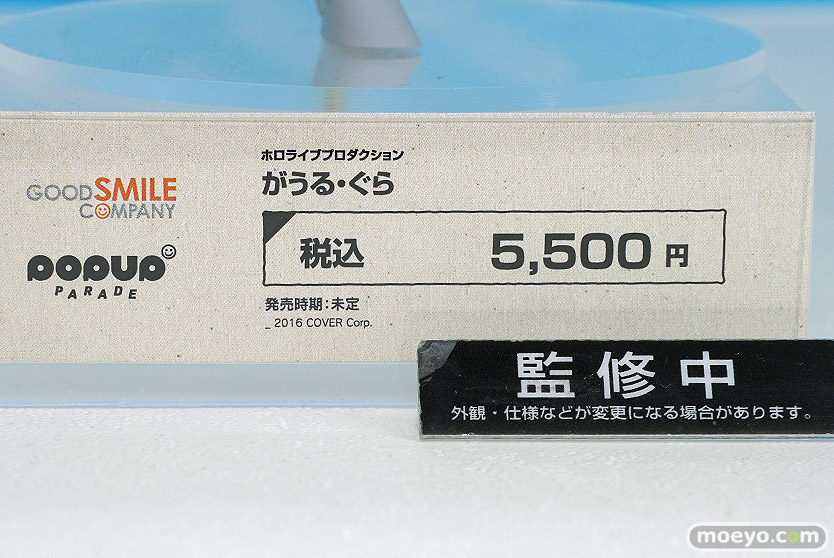 GOOD SMILE
COMPANY
POPUP
PARADE
ホロライブプロダクション
がうる・ぐら
税込 5,500 円
発売時期：未定
_ 2016 COVER Corp.
監修中
外観・仕様などが変更になる場合があります。
moeyo.com